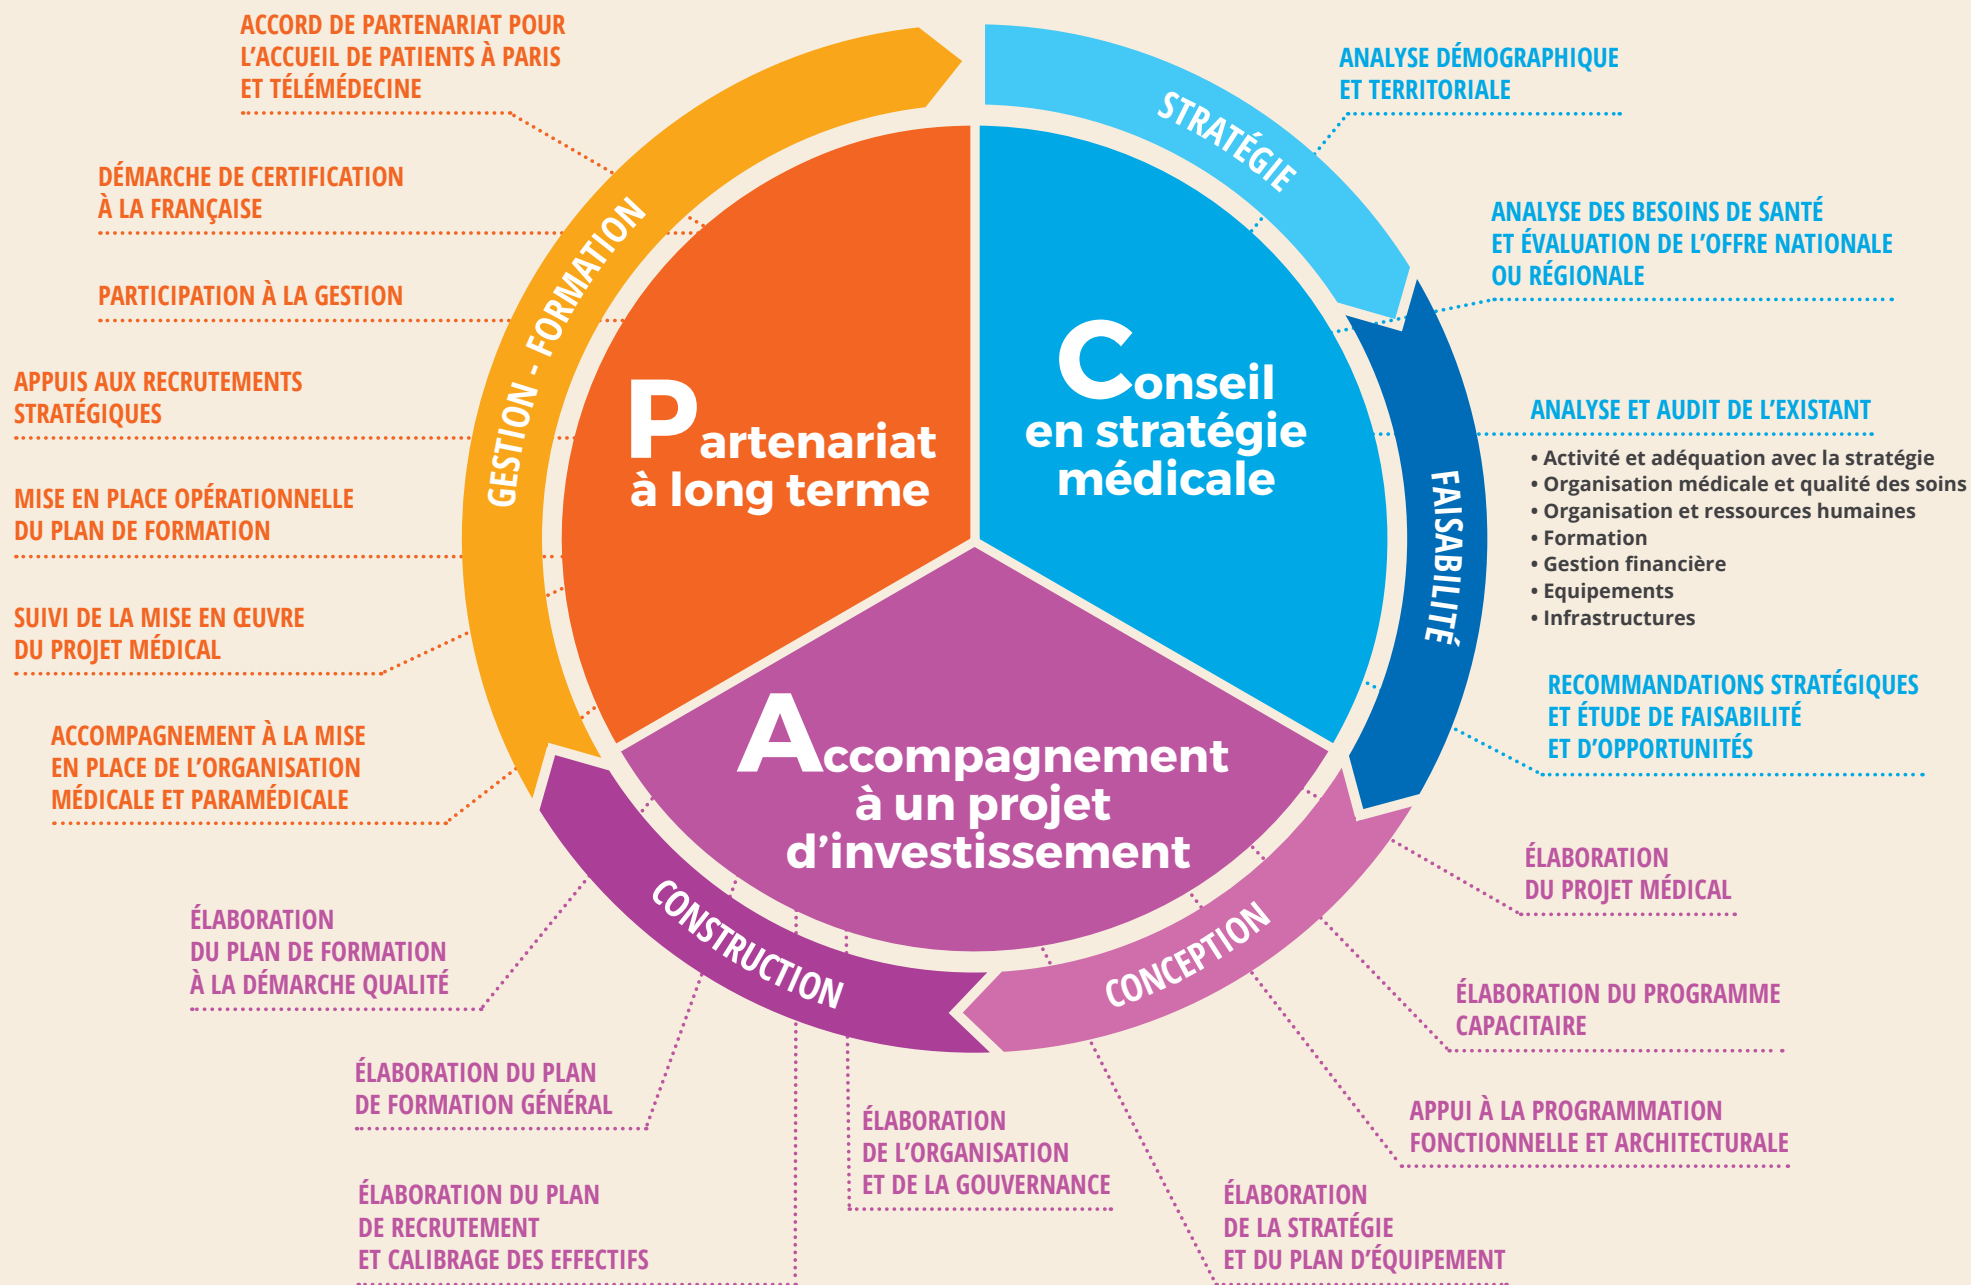 ACCORD DE PARTENARIAT POUR
L'ACCUEIL DE PATIENTS À PARIS
ET TÉLÉMÉDECINE
DÉMARCHE DE CERTIFICATION
À LA FRANÇAISE
PARTICIPATION À LA GESTION
APPUIS AUX RECRUTEMENTS
STRATÉGIQUES
MISE EN PLACE OPÉRATIONNELLE
DU PLAN DE FORMATION
SUIVI DE LA MISE EN ŒUVRE
DU PROJET MÉDICAL
ACCOMPAGNEMENT À LA MISE
EN PLACE DE L'ORGANISATION
MÉDICALE ET PARAMÉDICALE
GESTION - FORMATION
Partenariat
à long terme
STRATÉGIE
Conseil
en stratégie
médicale
FAISABILITÉ
ANALYSE DÉMOGRAPHIQUE
ET TERRITORIALE
ANALYSE DES BESOINS DE SANTÉ
ET ÉVALUATION DE L'OFFRE NATIONALE
OU RÉGIONALE
ANALYSE ET AUDIT DE L'EXISTANT
• Activité et adéquation avec la stratégie
• Organisation médicale et qualité des soins
• Organisation et ressources humaines
• Formation
• Gestion financière
• Equipements
• Infrastructures
RECOMMANDATIONS STRATÉGIQUES
ET ÉTUDE DE FAISABILITÉ
ET D'OPPORTUNITÉS
Accompagnement
à un projet
d'investissement
CONCEPTION
CONSTRUCTION
ÉLABORATION
DU PROJET MÉDICAL
ÉLABORATION DU PROGRAMME
CAPACITAIRE
APPUI À LA PROGRAMMATION
FONCTIONNELLE ET ARCHITECTURALE
ÉLABORATION
DE LA STRATÉGIE
ET DU PLAN D'ÉQUIPEMENT
ÉLABORATION
DE L'ORGANISATION
ET DE LA GOUVERNANCE
ÉLABORATION DU PLAN
DE RECRUTEMENT
ET CALIBRAGE DES EFFECTIFS
ÉLABORATION DU PLAN
DE FORMATION GÉNÉRAL
ÉLABORATION
DU PLAN DE FORMATION
À LA DÉMARCHE QUALITÉ